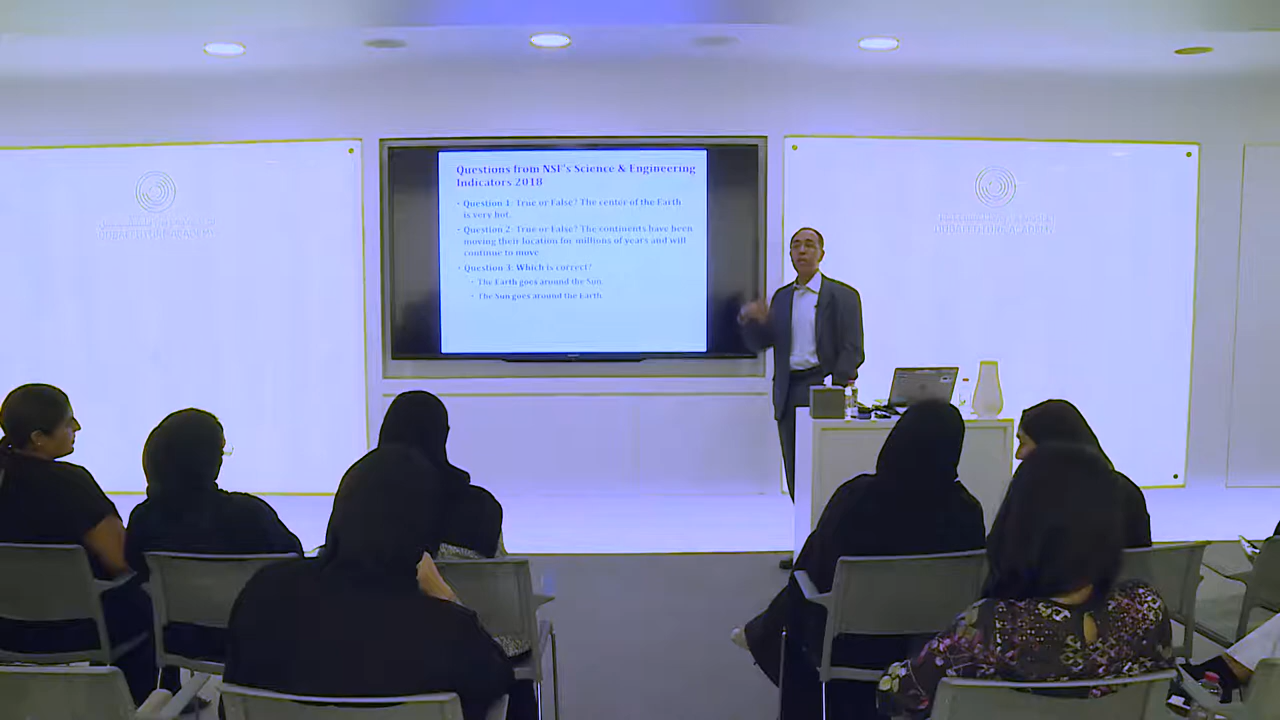 Questions from NSF's Science & Engineering
Indicators 2018
• Question 1: True or False? The center of the Earth
is very hot.
• Question 2: True or False? The continents have been
moving their location for millions of years and will
continue to move
• Question 3: Which is correct?
• The Earth goes around the Sun
• The Sun goes around the Earth
DUBAI FUTURE ACADEMY
DUBAI FUTURE ACADEMY